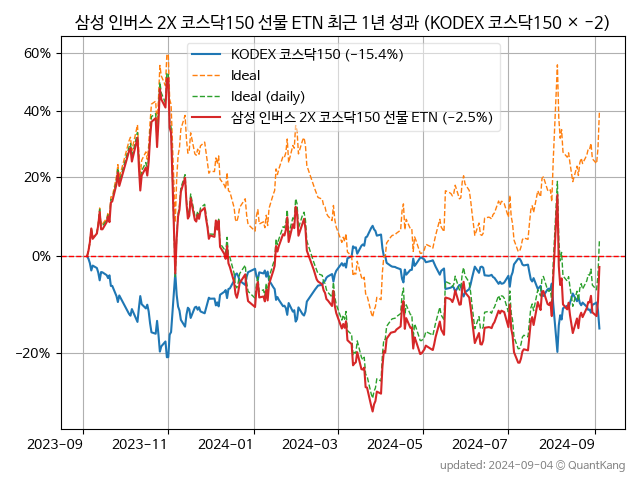 삼성 인버스 2X 코스닥150 선물 ETN 최근 1년 성과 (KODEX 코스닥150 × -2)
KODEX 코스닥150 (−15.4%)
Ideal
Ideal (daily)
삼성 인버스 2X 코스닥150 선물 ETN (−2.5%)
60%
40%
20%
0%
−20%
2023-09 2023-11 2024-01 2024-03 2024-05 2024-07 2024-09
updated: 2024-09-04 © QuantKang